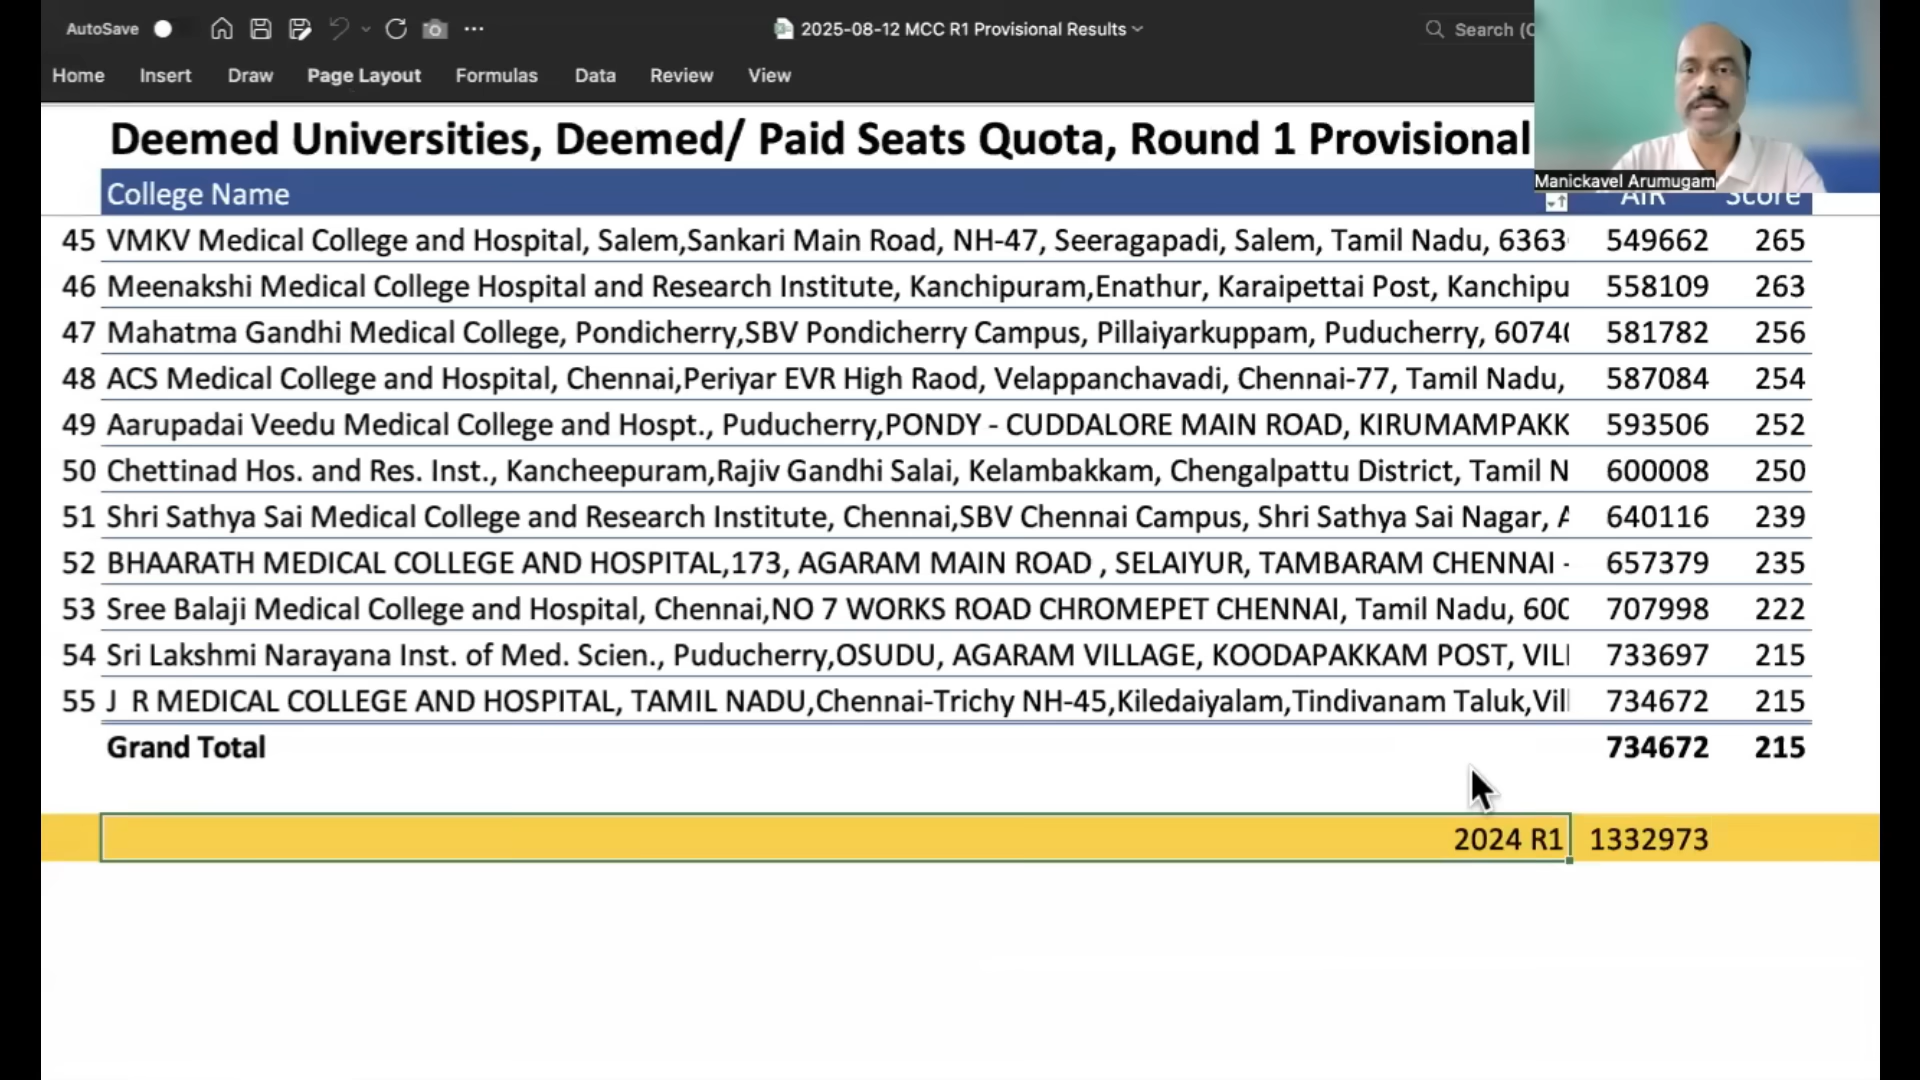 AutoSave
2025-08-12 MCC R1 Provisional Results
Search (C
Home Insert Draw Page Layout Formulas Data Review View
Deemed Universities, Deemed/ Paid Seats Quota, Round 1 Provisional
Manickavel Arumugam
College Name AIR Score
45 VMKV Medical College and Hospital, Salem,Sankari Main Road, NH-47, Seeragapadi, Salem, Tamil Nadu, 6363 549662 265
46 Meenakshi Medical College Hospital and Research Institute, Kanchipuram,Enathur, Karaipettai Post, Kanchipu 558109 263
47 Mahatma Gandhi Medical College, Pondicherry,SBV Pondicherry Campus, Pillaiyarkuppam, Puducherry, 6074 581782 256
48 ACS Medical College and Hospital, Chennai,Periyar EVR High Raod, Velappanchavadi, Chennai-77, Tamil Nadu, 587084 254
49 Aarupadai Veedu Medical College and Hospt., Puducherry,PONDY - CUDDALORE MAIN ROAD, KIRUMAMPAKK 593506 252
50 Chettinad Hos. and Res. Inst., Kancheepuram,Rajiv Gandhi Salai, Kelambakkam, Chengalpattu District, Tamil N 600008 250
51 Shri Sathya Sai Medical College and Research Institute, Chennai,SBV Chennai Campus, Shri Sathya Sai Nagar, 640116 239
52 BHAARATH MEDICAL COLLEGE AND HOSPITAL,173, AGARAM MAIN ROAD , SELAIYUR, TAMBARAM CHENNAI - 657379 235
53 Sree Balaji Medical College and Hospital, Chennai,NO 7 WORKS ROAD CHROMEPET CHENNAI, Tamil Nadu, 600 707998 222
54 Sri Lakshmi Narayana Inst. of Med. Scien., Puducherry,OSUDU, AGARAM VILLAGE, KOODAPAKKAM POST, VILL 733697 215
55 J R MEDICAL COLLEGE AND HOSPITAL, TAMIL NADU,Chennai-Trichy NH-45,Kiledaiyalam,Tindivanam Taluk,Vill 734672 215
Grand Total 734672 215
2024 R1 1332973